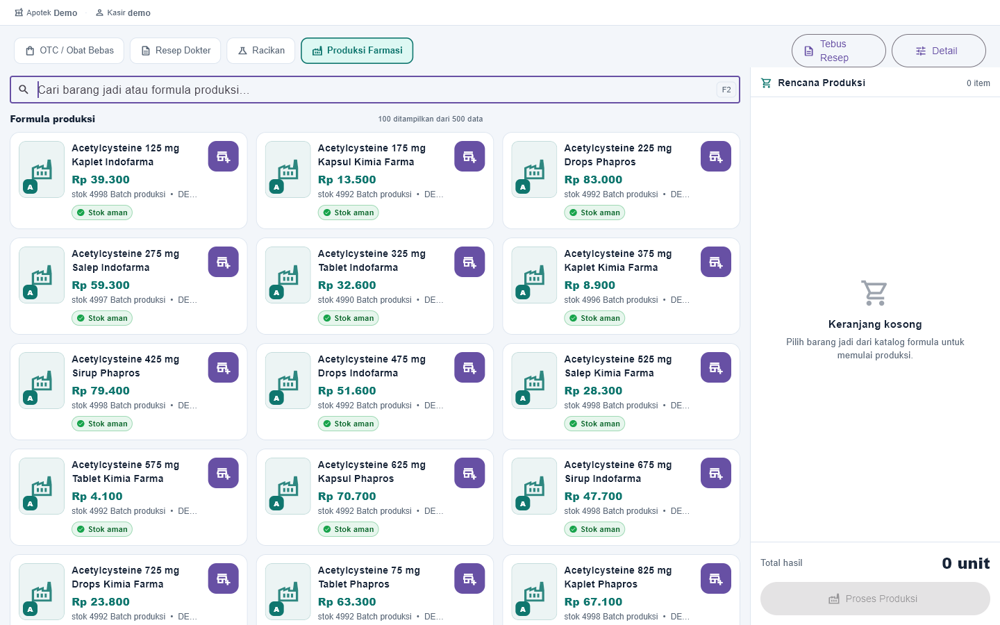 Apotek Demo
Kasir demo
OTC / Obat Bebas
Resep Dokter
Racikan
Produksi Farmasi
Tebus
Resep
Detail
Cari barang jadi atau formula produksi...
F2
Formula produksi
100 ditampilkan dari 500 data
Acetylcysteine 125 mg
Kaplet Indofarma
Rp 39.300
stok 4998 Batch produksi • DE...
Stok aman
A
Acetylcysteine 175 mg
Kapsul Kimia Farma
Rp 13.500
stok 4992 Batch produksi • DE...
Stok aman
A
Acetylcysteine 225 mg
Drops Phapros
Rp 83.000
stok 4992 Batch produksi • DE...
Stok aman
A
Acetylcysteine 275 mg
Salep Indofarma
Rp 59.300
stok 4997 Batch produksi • DE...
Stok aman
A
Acetylcysteine 325 mg
Tablet Indofarma
Rp 32.600
stok 4990 Batch produksi • DE...
Stok aman
A
Acetylcysteine 375 mg
Kaplet Kimia Farma
Rp 8.900
stok 4996 Batch produksi • DE...
Stok aman
A
Acetylcysteine 425 mg
Sirup Phapros
Rp 79.400
stok 4998 Batch produksi • DE...
Stok aman
A
Acetylcysteine 475 mg
Drops Indofarma
Rp 51.600
stok 4992 Batch produksi • DE...
Stok aman
A
Acetylcysteine 525 mg
Salep Kimia Farma
Rp 28.300
stok 4998 Batch produksi • DE...
Stok aman
A
Acetylcysteine 575 mg
Tablet Kimia Farma
Rp 4.100
stok 4992 Batch produksi • DE...
Stok aman
A
Acetylcysteine 625 mg
Kapsul Phapros
Rp 70.700
stok 4992 Batch produksi • DE...
Stok aman
A
Acetylcysteine 675 mg
Sirup Indofarma
Rp 47.700
stok 4998 Batch produksi • DE...
Stok aman
A
Acetylcysteine 725 mg
Drops Kimia Farma
Rp 23.800
stok 4992 Batch produksi • DE...
A
Acetylcysteine 75 mg
Tablet Phapros
Rp 63.300
stok 4992 Batch produksi • DE...
A
Acetylcysteine 825 mg
Kaplet Phapros
Rp 67.100
stok 4998 Batch produksi • DE...
A
Rencana Produksi
0 item
Keranjang kosong
Pilih barang jadi dari katalog formula untuk
memulai produksi.
Total hasil
0 unit
Proses Produksi